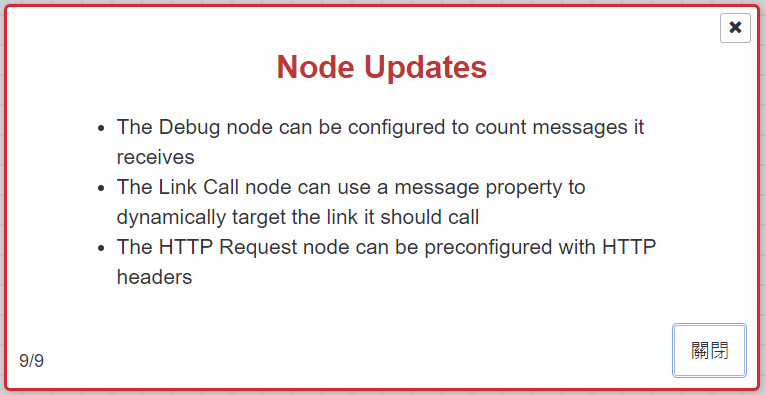 Node Updates
• The Debug node can be configured to count messages it
receives
• The Link Call node can use a message property to
dynamically target the link it should call
• The HTTP Request node can be preconfigured with HTTP
headers
9/9
關閉